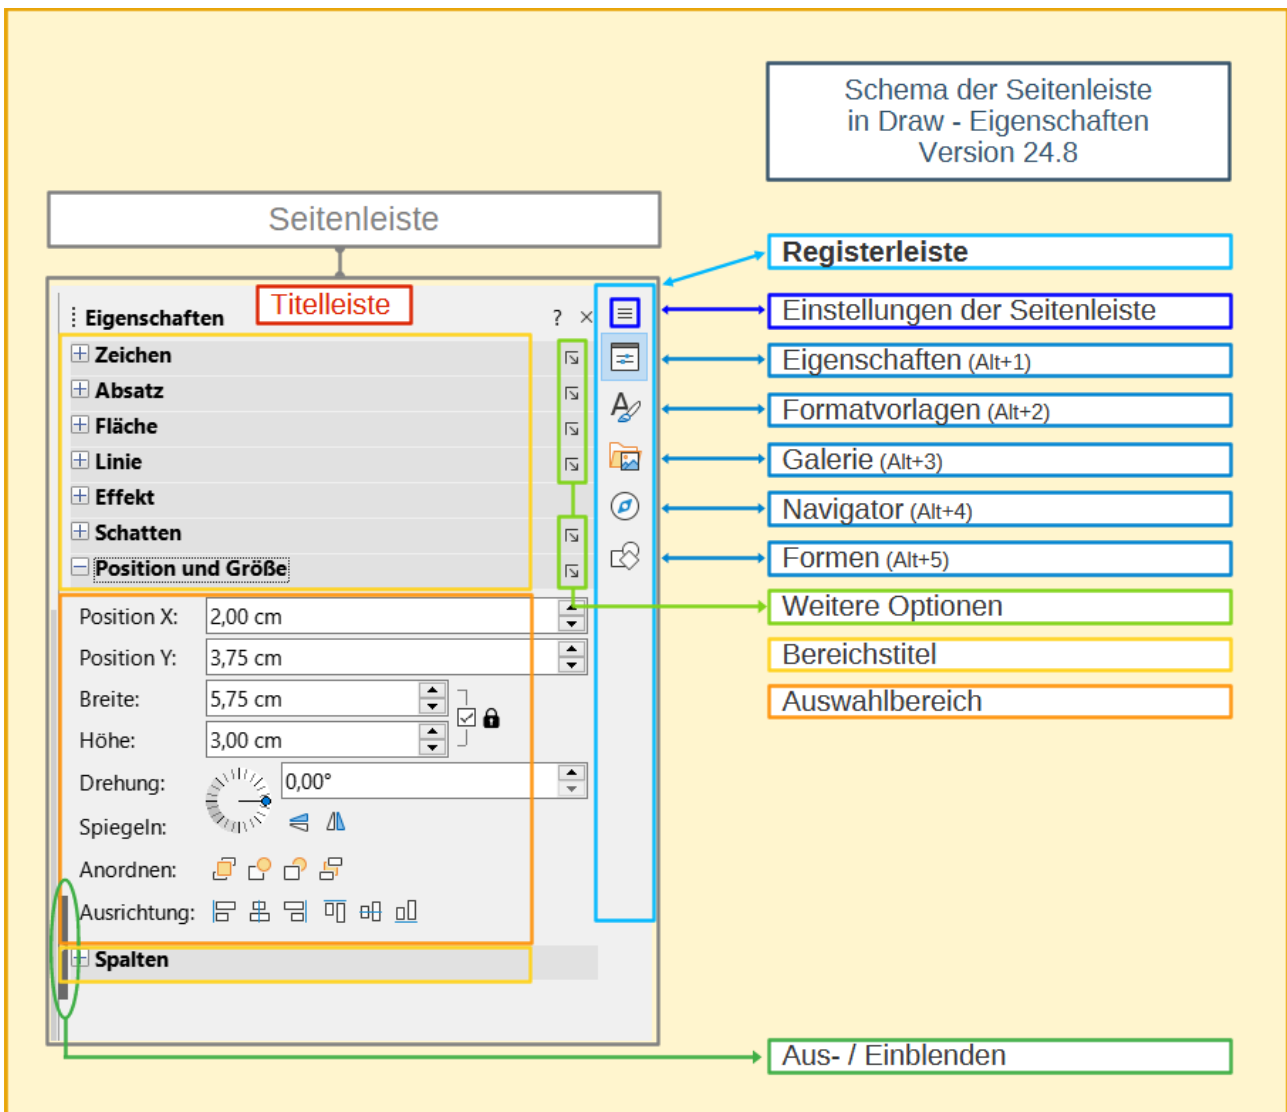 Schema der Seitenleiste
in Draw - Eigenschaften
Version 24.8
Seitenleiste
Registerleiste
Titelleiste
Eigenschaften ? ×
Einstellungen der Seitenleiste
Zeichen
Eigenschaften (Alt+1)
Absatz
Formatvorlagen (Alt+2)
Fläche
Linie
Galerie (Alt+3)
Effekt
Navigator (Alt+4)
Schatten
Formen (Alt+5)
Position und Größe
Weitere Optionen
Position X: 2,00 cm
Position Y: 3,75 cm
Bereichstitel
Breite: 5,75 cm
Auswahlbereich
Höhe: 3,00 cm
Drehung: 0,00°
Spiegeln:
Anordnen:
Ausrichtung:
Spalten
Aus- / Einblenden